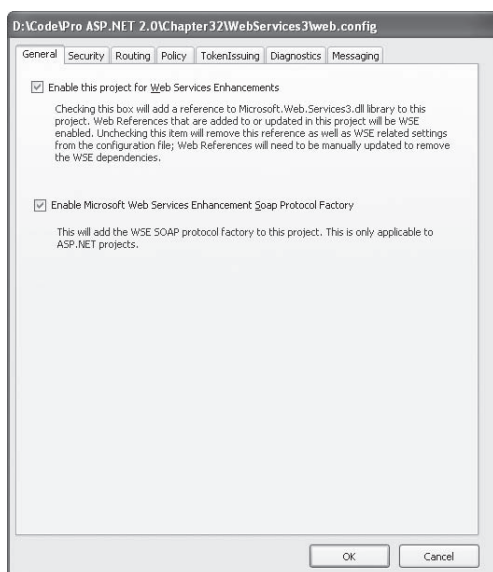 D:\Code\Pro ASP.NET 2.0\Chapter32\WebServices3\web.config
General Security Routing Policy TokenIssuing Diagnostics Messaging
Enable this project for Web Services Enhancements
Checking this box will add a reference to Microsoft.Web.Services3.dll library to this
project. Web References that are added to or updated in this project will be WSE
enabled. Unchecking this item will remove this reference as well as WSE related settings
from the configuration file; Web References will need to be manually updated to remove
the WSE dependencies.
Enable Microsoft Web Services Enhancement Soap Protocol Factory
This will add the WSE SOAP protocol factory to this project. This is only applicable to
ASP.NET projects.
OK Cancel